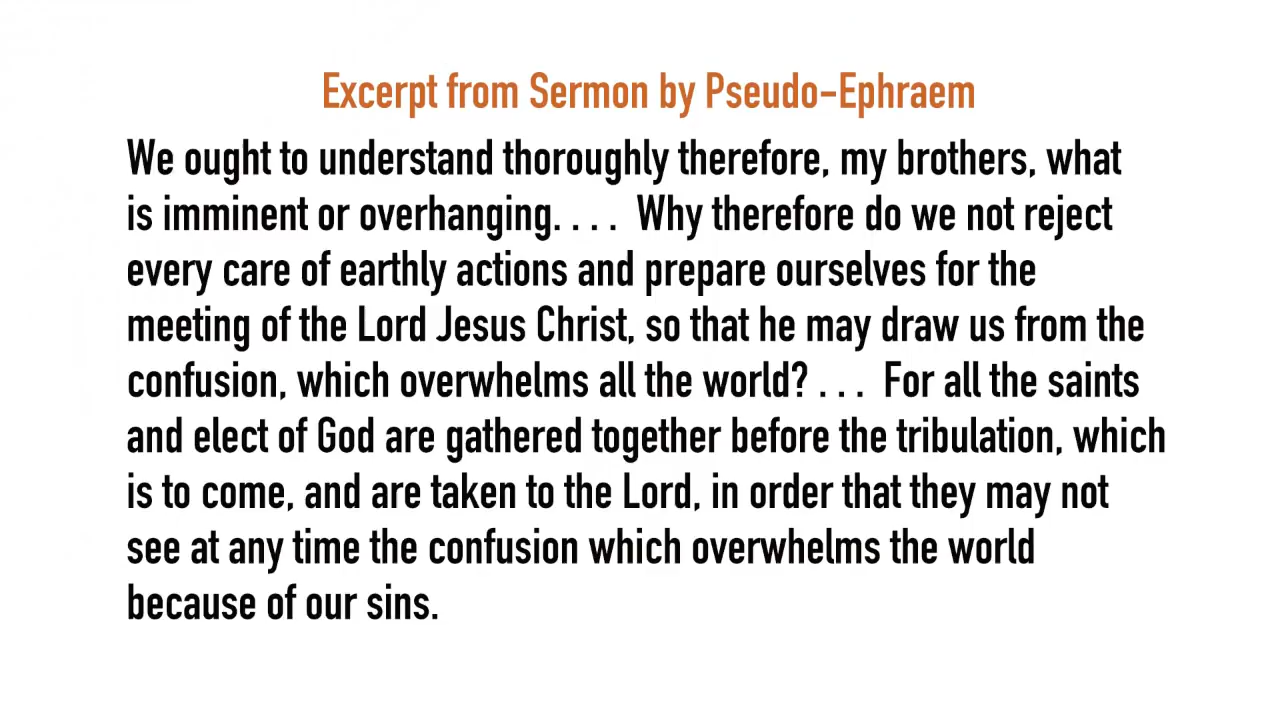 Excerpt from Sermon by Pseudo-Ephraem
We ought to understand thoroughly therefore, my brothers, what
is imminent or overhanging. . . . Why therefore do we not reject
every care of earthly actions and prepare ourselves for the
meeting of the Lord Jesus Christ, so that he may draw us from the
confusion, which overwhelms all the world? . . . For all the saints
and elect of God are gathered together before the tribulation, which
is to come, and are taken to the Lord, in order that they may not
see at any time the confusion which overwhelms the world
because of our sins.